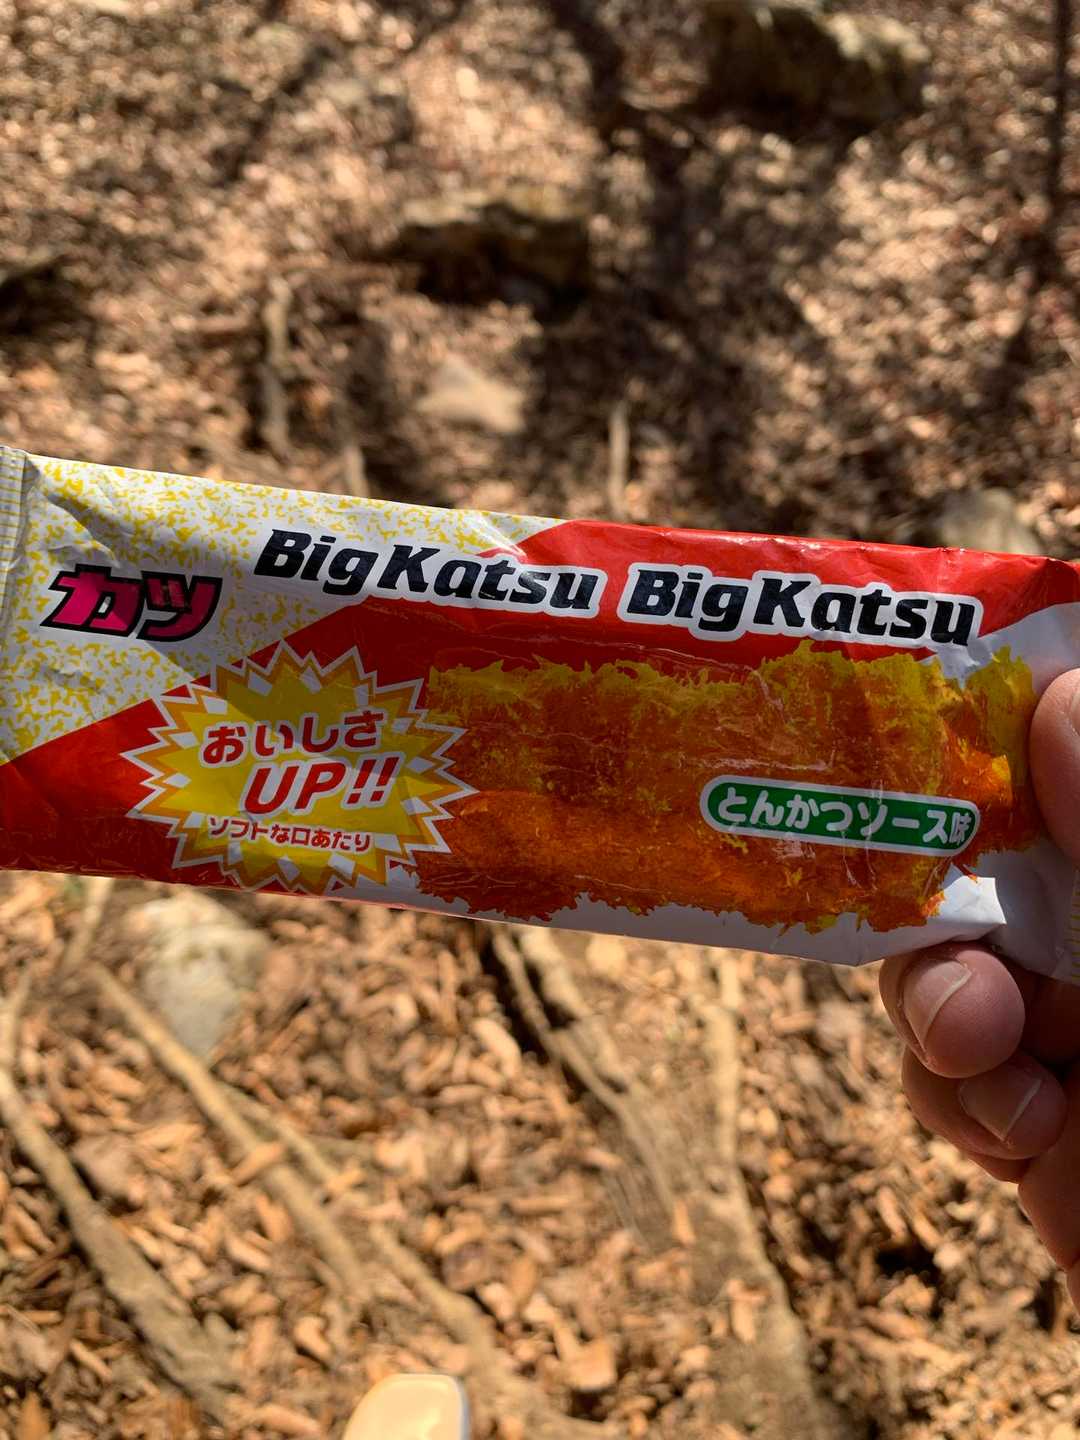 カツ
BigKatsu BigKatsu
おいしさ
UP!!
ソフトな口あたり
とんかつソース味